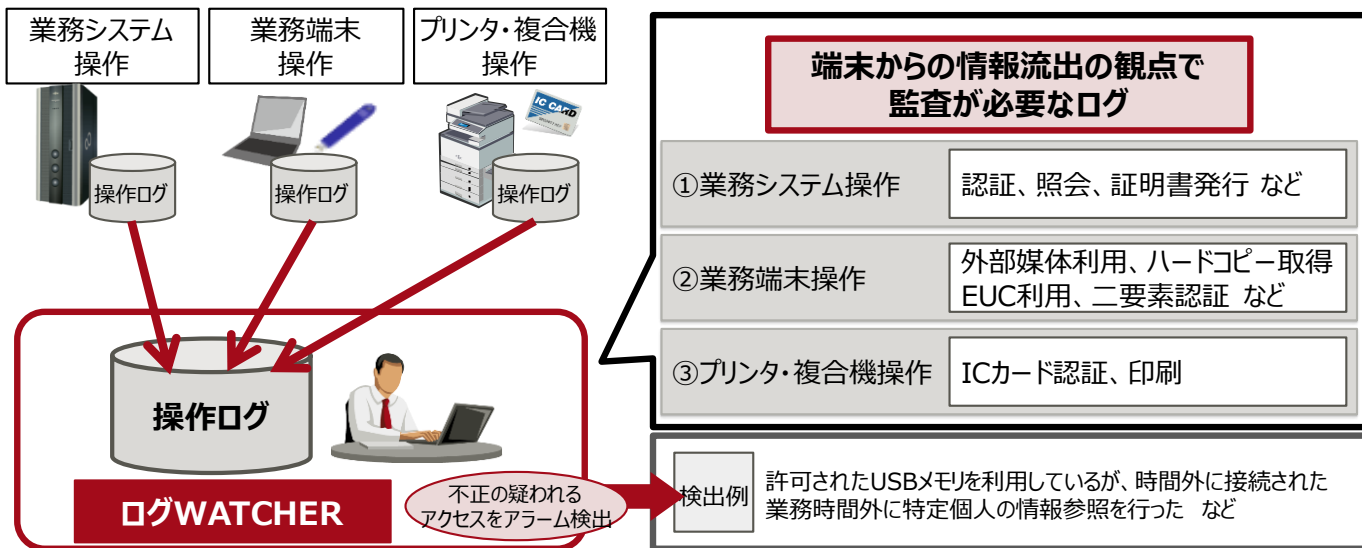 業務システム
操作
業務端末
操作
プリンタ・複合機
操作
IC CARD
操作ログ
操作ログ
操作ログ
操作ログ
ログWATCHER
不正の疑われる
アクセスをアラーム検出
端末からの情報流出の観点で
監査が必要なログ
①業務システム操作
認証、照会、証明書発行 など
②業務端末操作
外部媒体利用、ハードコピー取得
EUC利用、二要素認証 など
③プリンタ・複合機操作
ICカード認証、印刷
検出例
許可されたUSBメモリを利用しているが、時間外に接続された
業務時間外に特定個人の情報参照を行った など